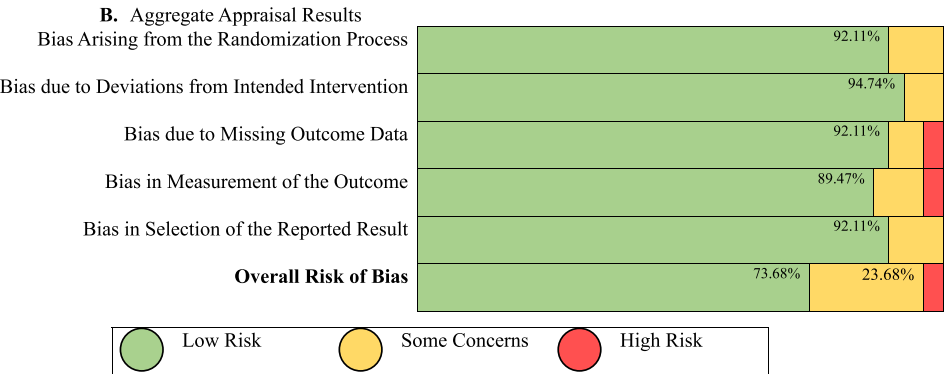 B. Aggregate Appraisal Results
Bias Arising from the Randomization Process 92.11%
Bias due to Deviations from Intended Intervention 94.74%
Bias due to Missing Outcome Data 92.11%
Bias in Measurement of the Outcome 89.47%
Bias in Selection of the Reported Result 92.11%
Overall Risk of Bias 73.68% 23.68%
Low Risk Some Concerns High Risk